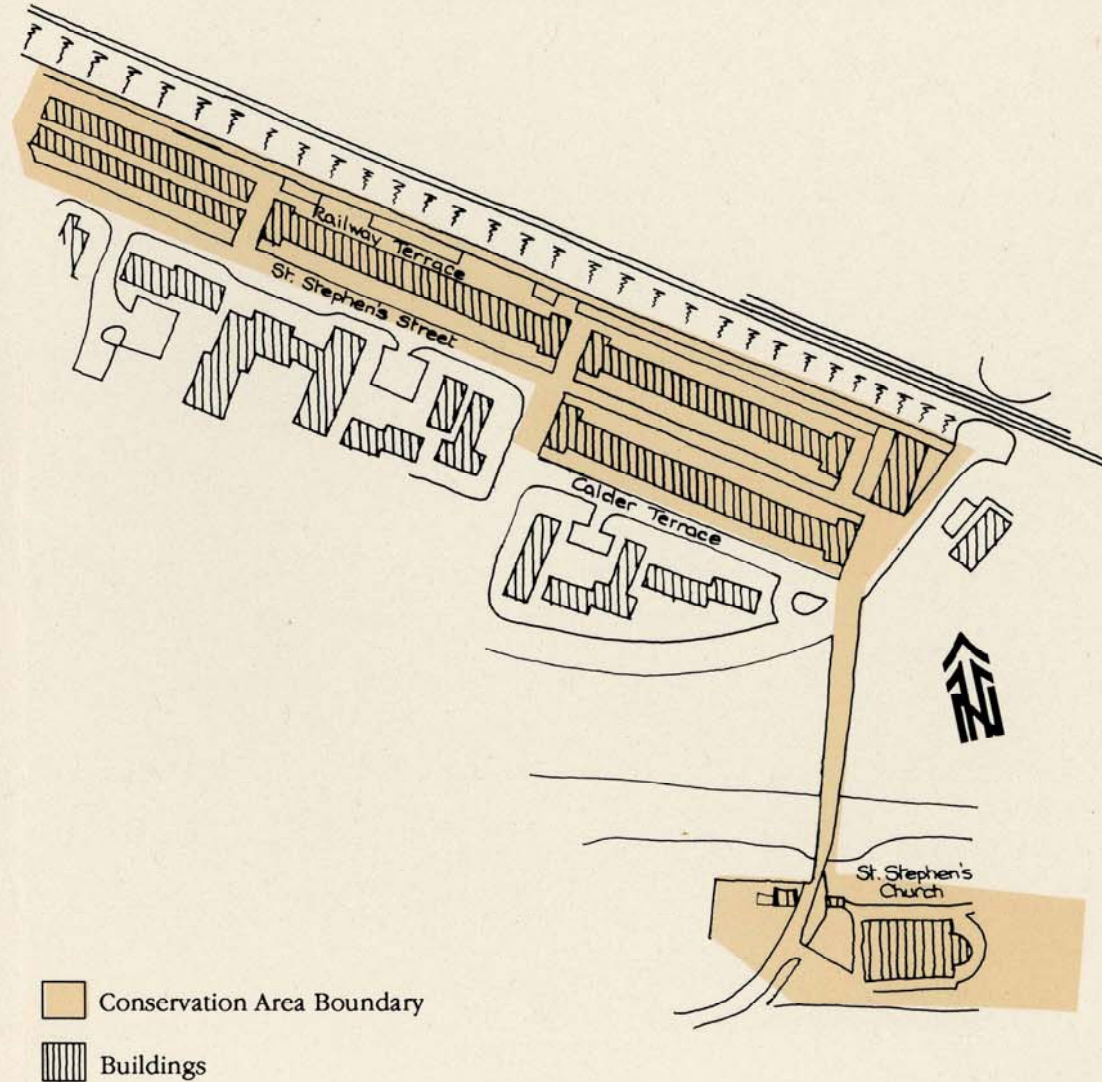 Railway Terrace
St. Stephen's Street
Calder Terrace
N
St. Stephen's
Church
Conservation Area Boundary
Buildings